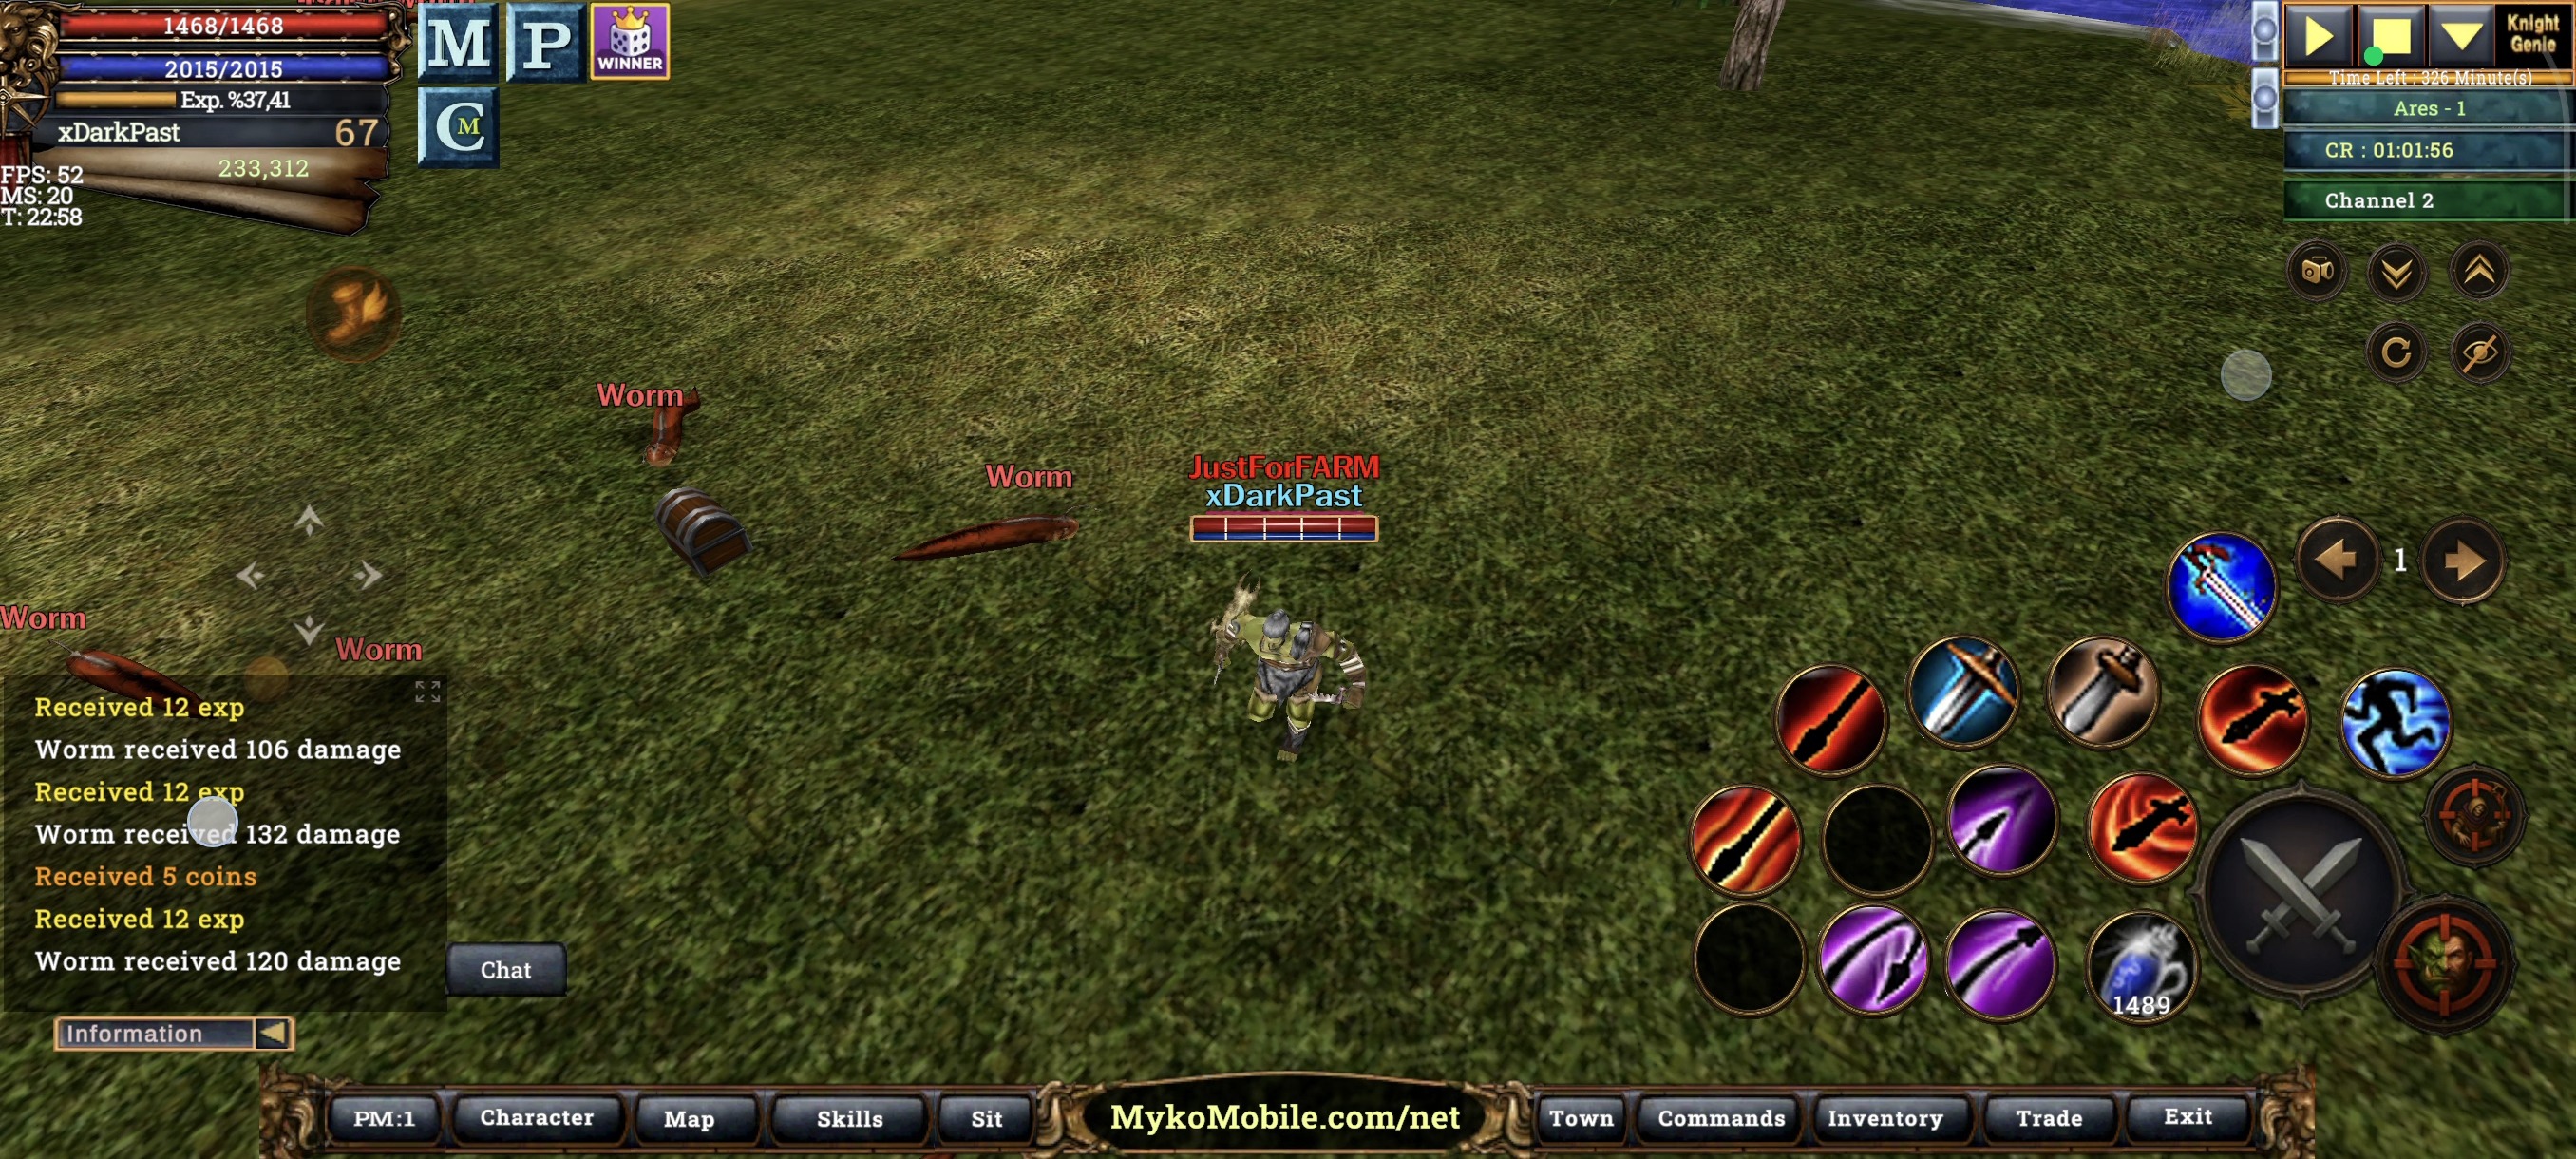 1468/1468
2015/2015
Exp. %37,41
xDarkPast 67
233,312
FPS: 52
MS: 20
T: 22:58
M
P
WINNER
C
M
Knight
Genie
Time Left : 326 Minute(s)
Ares - 1
CR : 01:01:56
Channel 2
Worm
Worm
JustForFARM
xDarkPast
1
Worm
Worm
Received 12 exp
Worm received 106 damage
Received 12 exp
Worm received 132 damage
Received 5 coins
Received 12 exp
Worm received 120 damage
Chat
1489
Information
PM:1
Character
Map
Skills
Sit
MykoMobile.com/net
Town
Commands
Inventory
Trade
Exit